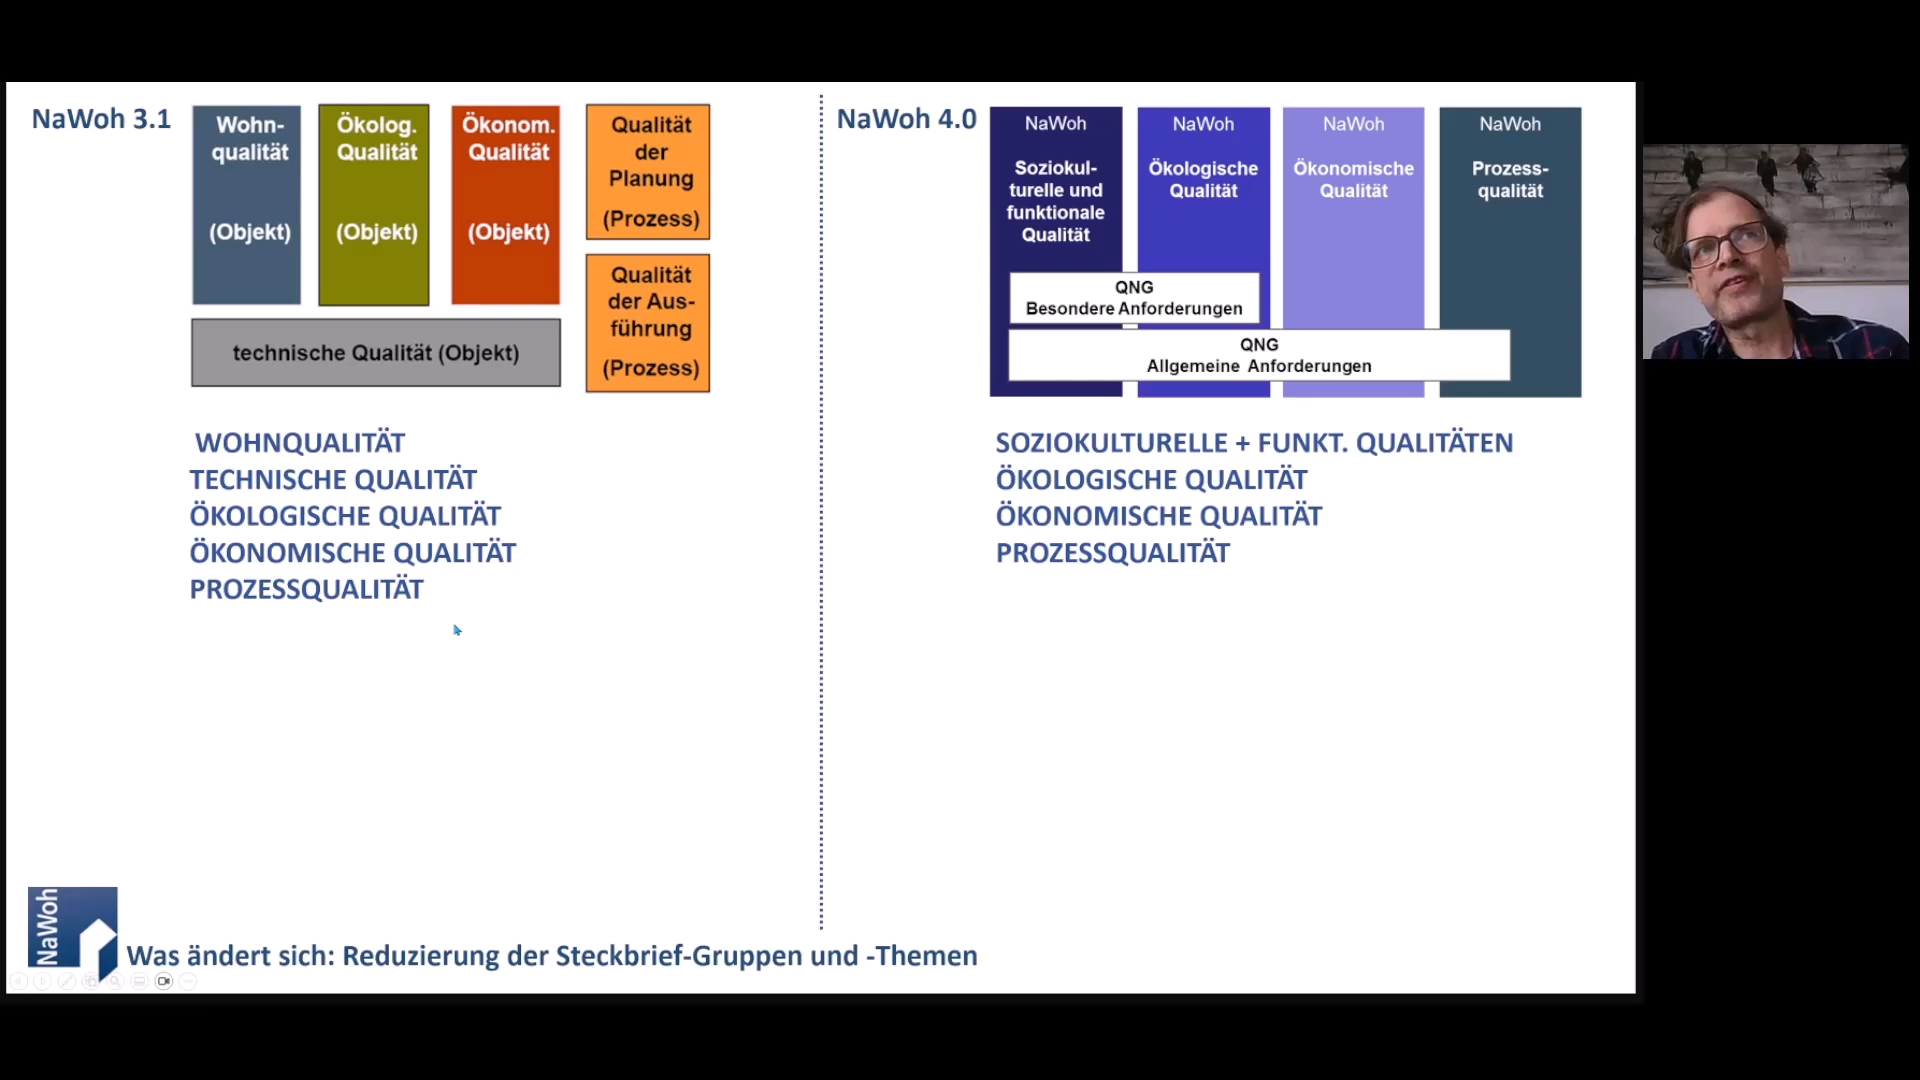 NaWoh 3.1
Wohn-
qualität
(Objekt)
Ökolog.
Qualität
(Objekt)
Ökonom.
Qualität
(Objekt)
Qualität
der
Planung
(Prozess)
Qualität
der Aus-
führung
(Prozess)
technische Qualität (Objekt)
WOHNQUALITÄT
TECHNISCHE QUALITÄT
ÖKOLOGISCHE QUALITÄT
ÖKONOMISCHE QUALITÄT
PROZESSQUALITÄT
NaWoh 4.0
NaWoh
Soziokul-
turelle und
funktionale
Qualität
NaWoh
Ökologische
Qualität
NaWoh
Ökonomische
Qualität
NaWoh
Prozess-
qualität
QNG
Besondere Anforderungen
QNG
Allgemeine Anforderungen
SOZIOKULTURELLE + FUNKT. QUALITÄTEN
ÖKOLOGISCHE QUALITÄT
ÖKONOMISCHE QUALITÄT
PROZESSQUALITÄT
NaWoh
Was ändert sich: Reduzierung der Steckbrief-Gruppen und -Themen